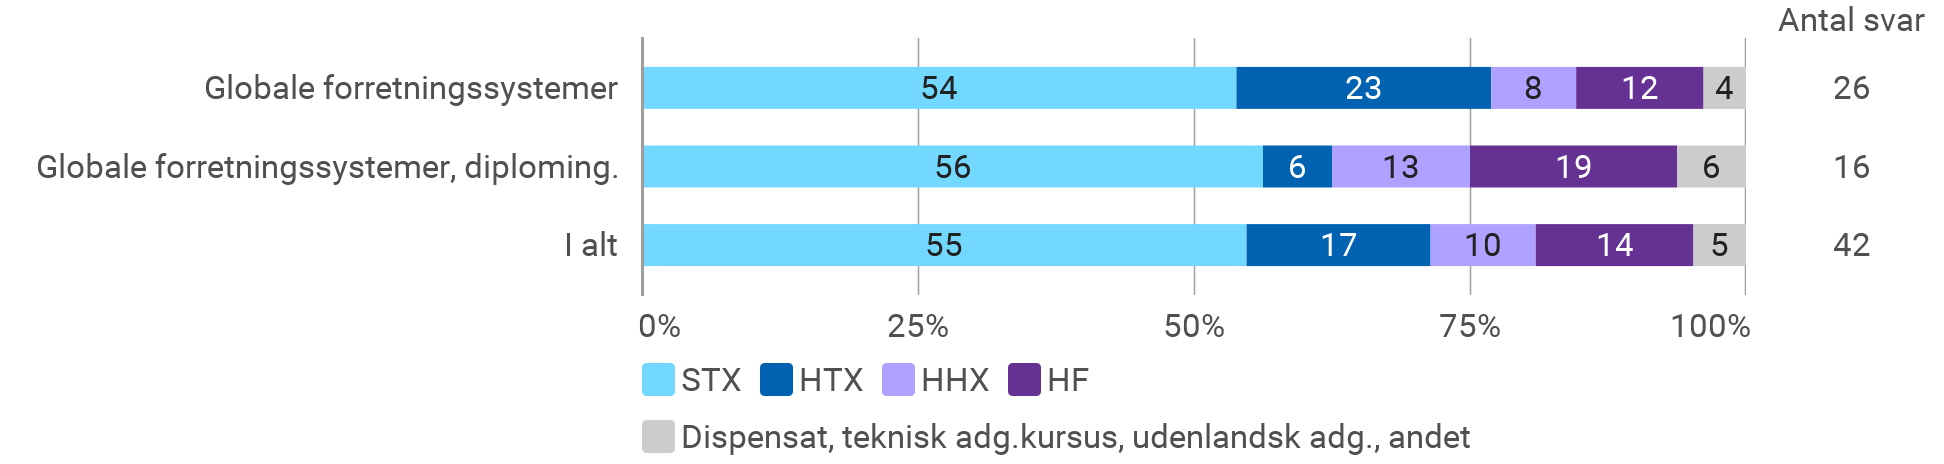 Antal svar
Globale forretningssystemer 54 23 8 12 4 26
Globale forretningssystemer, diploming. 56 6 13 19 6 16
I alt 55 17 10 14 5 42
0% 25% 50% 75% 100%
STX HTX HHX HF
Dispensat, teknisk adg.kursus, udenlandsk adg., andet